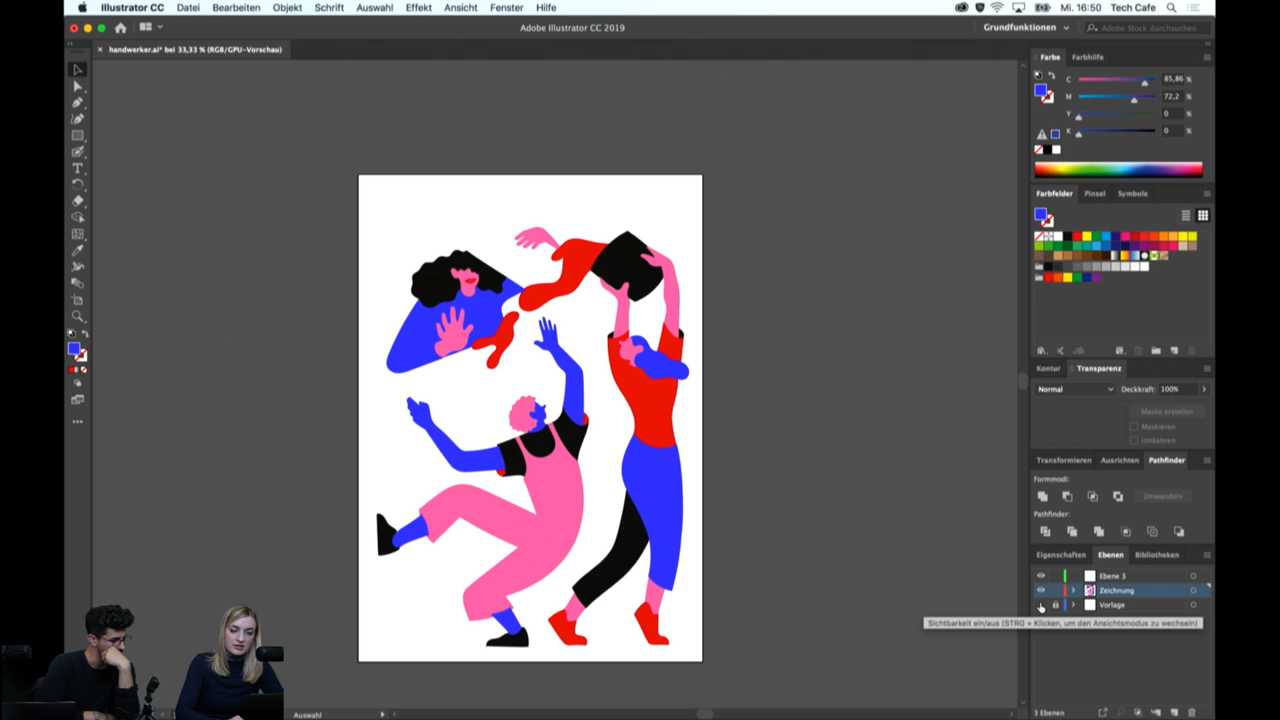 Illustrator CC Datei Bearbeiten Objekt Schrift Auswahl Effekt Ansicht Fenster Hilfe Mi. 16:50 Tech Cafe
Adobe Illustrator CC 2019 Grundfunktionen Adobe Stock durchsuchen
handwerker.ai* bei 33,33 % (RGB/GPU-Vorschau)
Farbe Farbhilfe
C 85,86 %
M 72,2 %
Y 0 %
K 0 %
Farbfelder Pinsel Symbole
Kontur Transparenz
Normal Deckkraft: 100%
Maske erstellen
Maskieren
Umkehren
Transformieren Ausrichten Pathfinder
Formmodi:
Umwandeln
Pathfinder:
Eigenschaften Ebenen Bibliotheken
Ebene 3
Zeichnung
Vorlage
Sichtbarkeit ein/aus (STRG + Klicken, um den Ansichtsmodus zu wechseln)
Auswahl
3 Ebenen